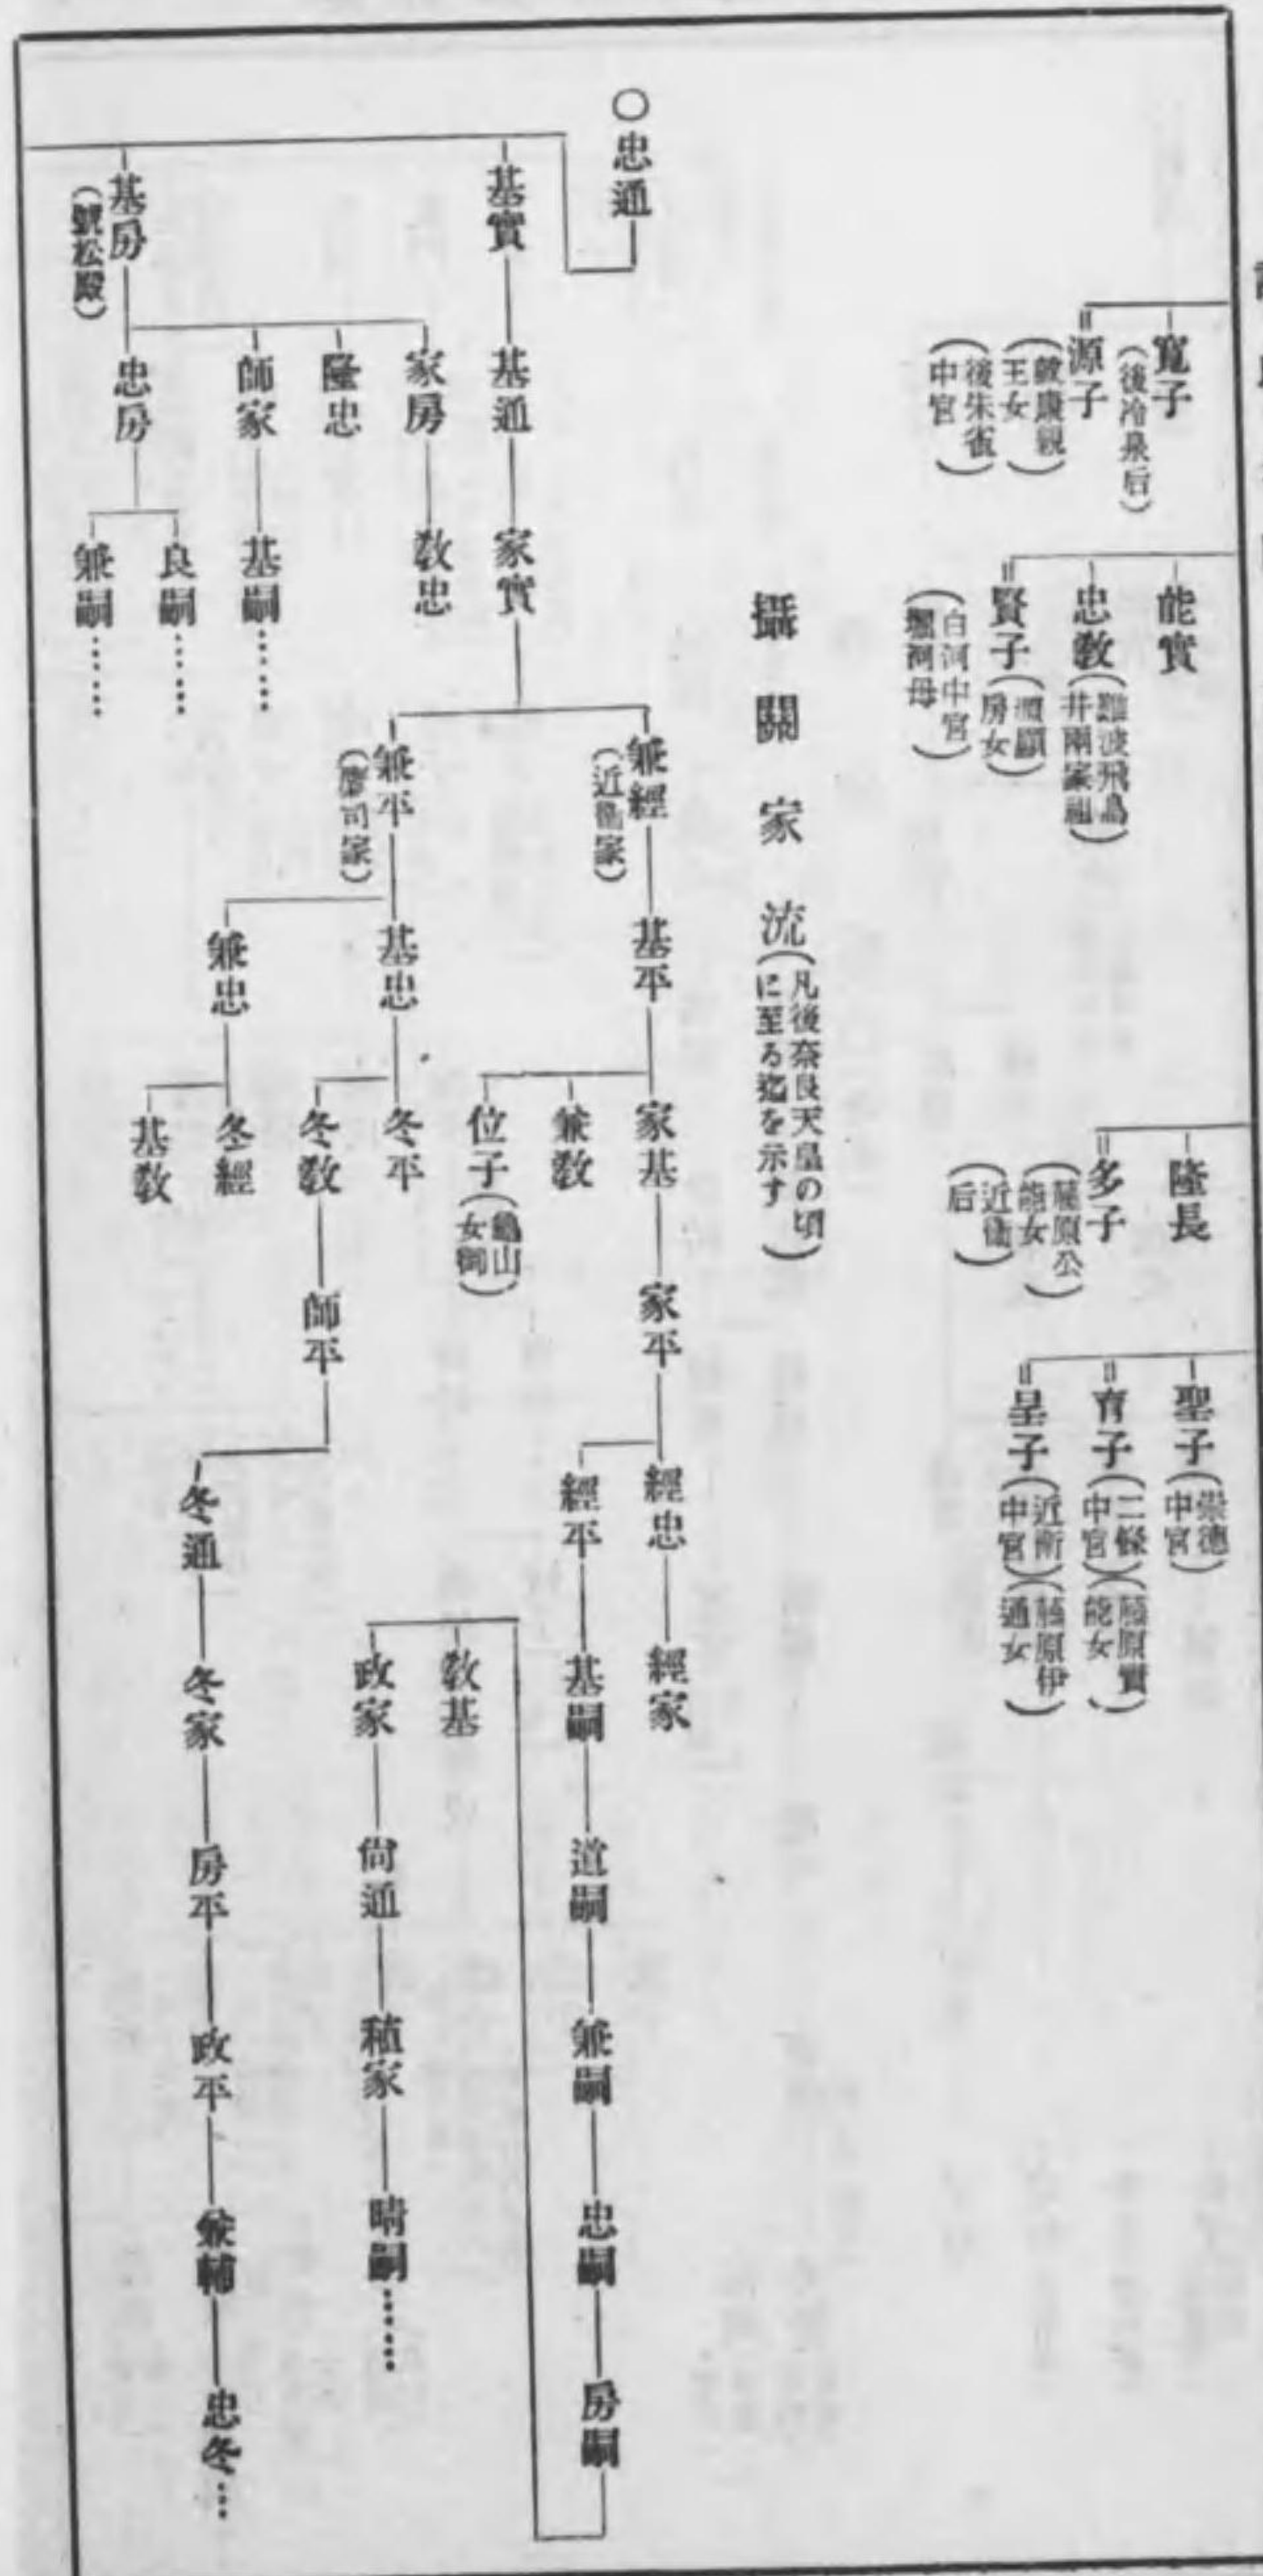 寬子
(後冷泉后)
源子
(敦康親
王女)
(後朱雀
中宮)
能實
忠敎(難波飛鳥
井兩家祖)
賢子(源顯
房女)
(白河中宮
堀河母)
隆長
多子
(藤原公
能女)
(近衞
后)
聖子(崇德
中宮)
育子(二條
中宮)(藤原實
能女)
呈子(近衞
中宮)(藤原伊
通女)
攝關家流(凡後奈良天皇の頃
に至る迄を示す)
○忠通
基實―基通―家實
兼經
(近衞家)
基平―家基―家平―經忠―經家
經平―基嗣―道嗣―兼嗣―忠嗣―房嗣
敎基
政家―尙通―稙家―晴嗣……
兼敎
位子(龜山
女御)
兼平
(鷹司家)
基忠―冬平
冬敎―師平
冬通―冬家―房平―政平―兼輔―忠冬…
兼忠―冬經
基敎
基房
(號松殿)
家房―敎忠
隆忠
師家―基嗣……
忠房
良嗣……
兼嗣……